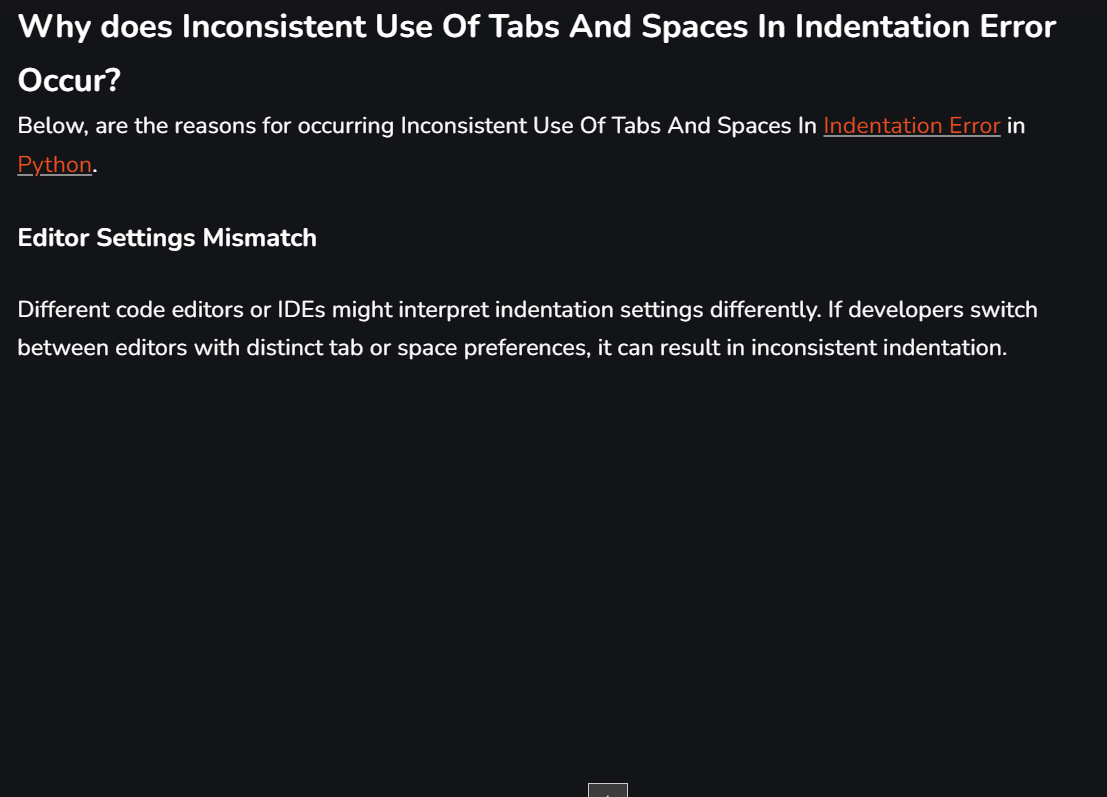 Why does Inconsistent Use Of Tabs And Spaces In Indentation Error
Occur?
Below, are the reasons for occurring Inconsistent Use Of Tabs And Spaces In Indentation Error in
Python.
Editor Settings Mismatch
Different code editors or IDEs might interpret indentation settings differently. If developers switch
between editors with distinct tab or space preferences, it can result in inconsistent indentation.